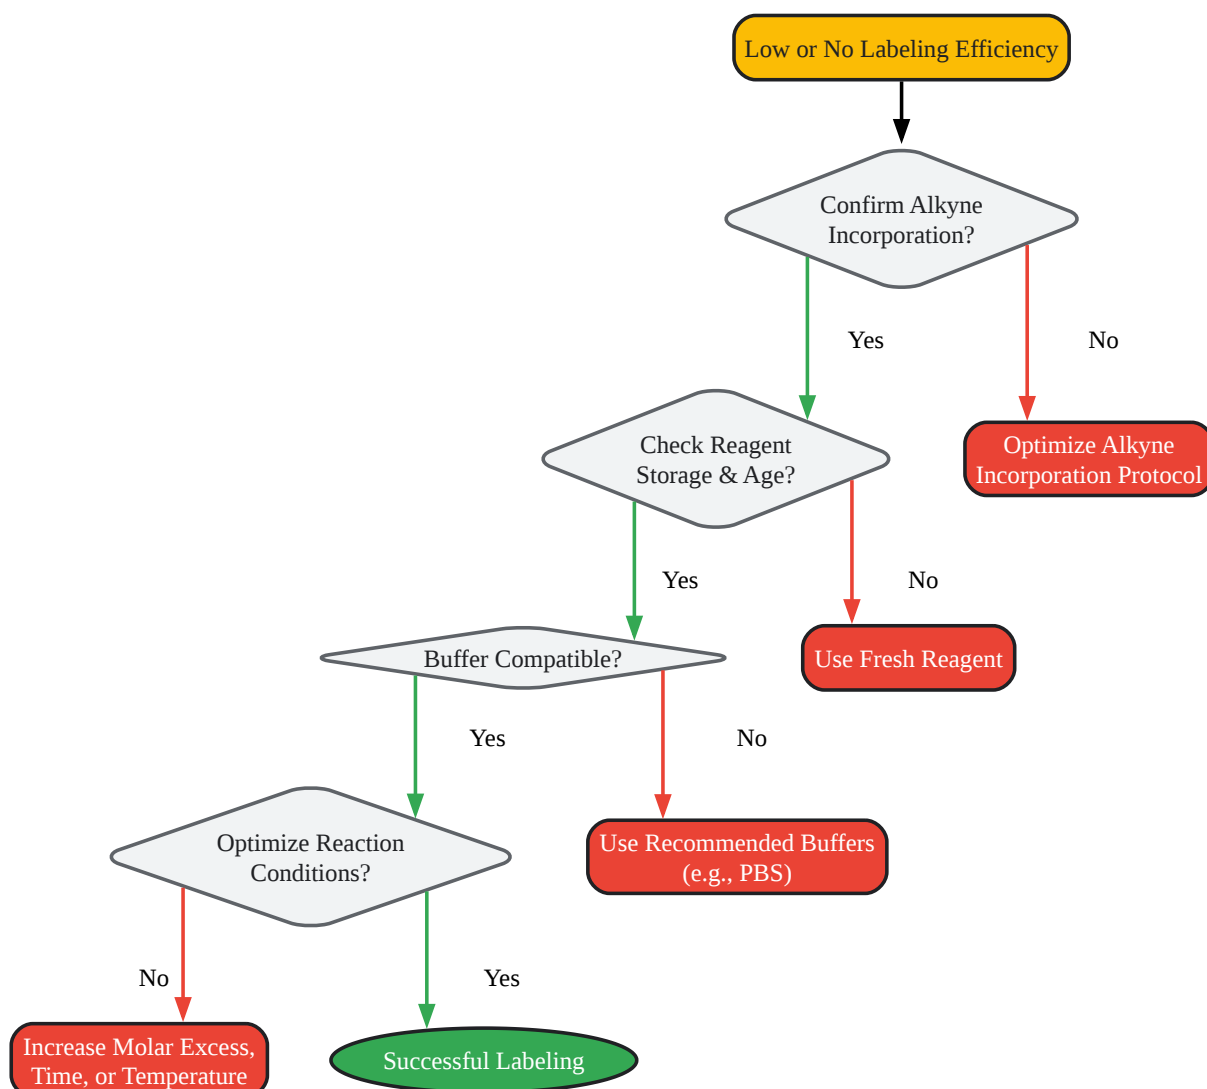 Low or No Labeling Efficiency
Confirm Alkyne
Incorporation?
Yes
No
Check Reagent
Storage & Age?
Optimize Alkyne
Incorporation Protocol
Yes
No
Buffer Compatible?
Use Fresh Reagent
Yes
No
Optimize Reaction
Conditions?
Use Recommended Buffers
(e.g., PBS)
No
Yes
Increase Molar Excess,
Time, or Temperature
Successful Labeling